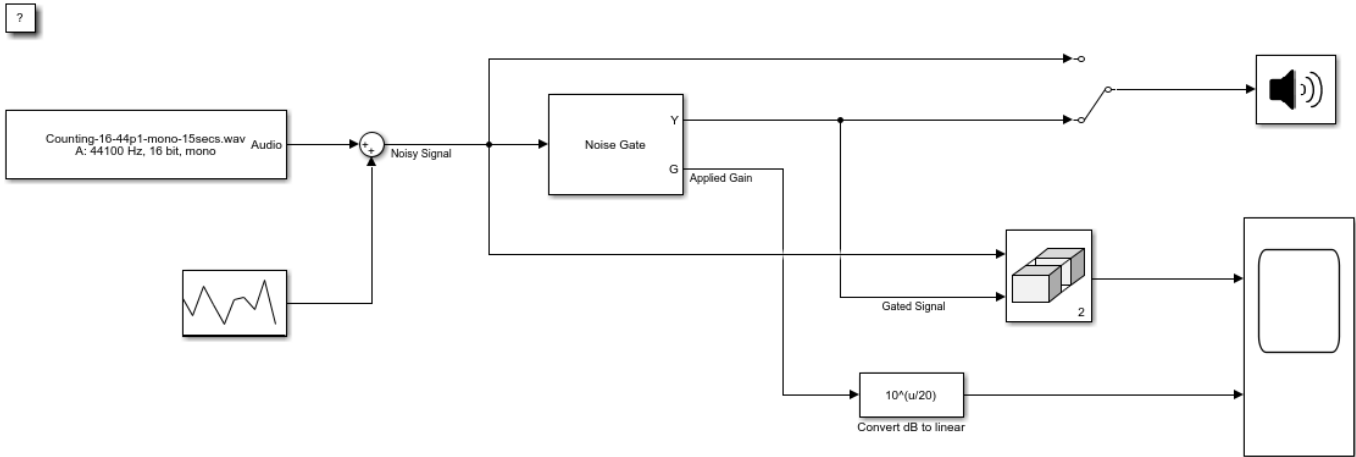 ?
Counting-16-44p1-mono-15secs.wav
A: 44100 Hz, 16 bit, mono
Audio
+
+
Noisy Signal
Noise Gate
Y
G
Applied Gain
Gated Signal
2
10^(u/20)
Convert dB to linear